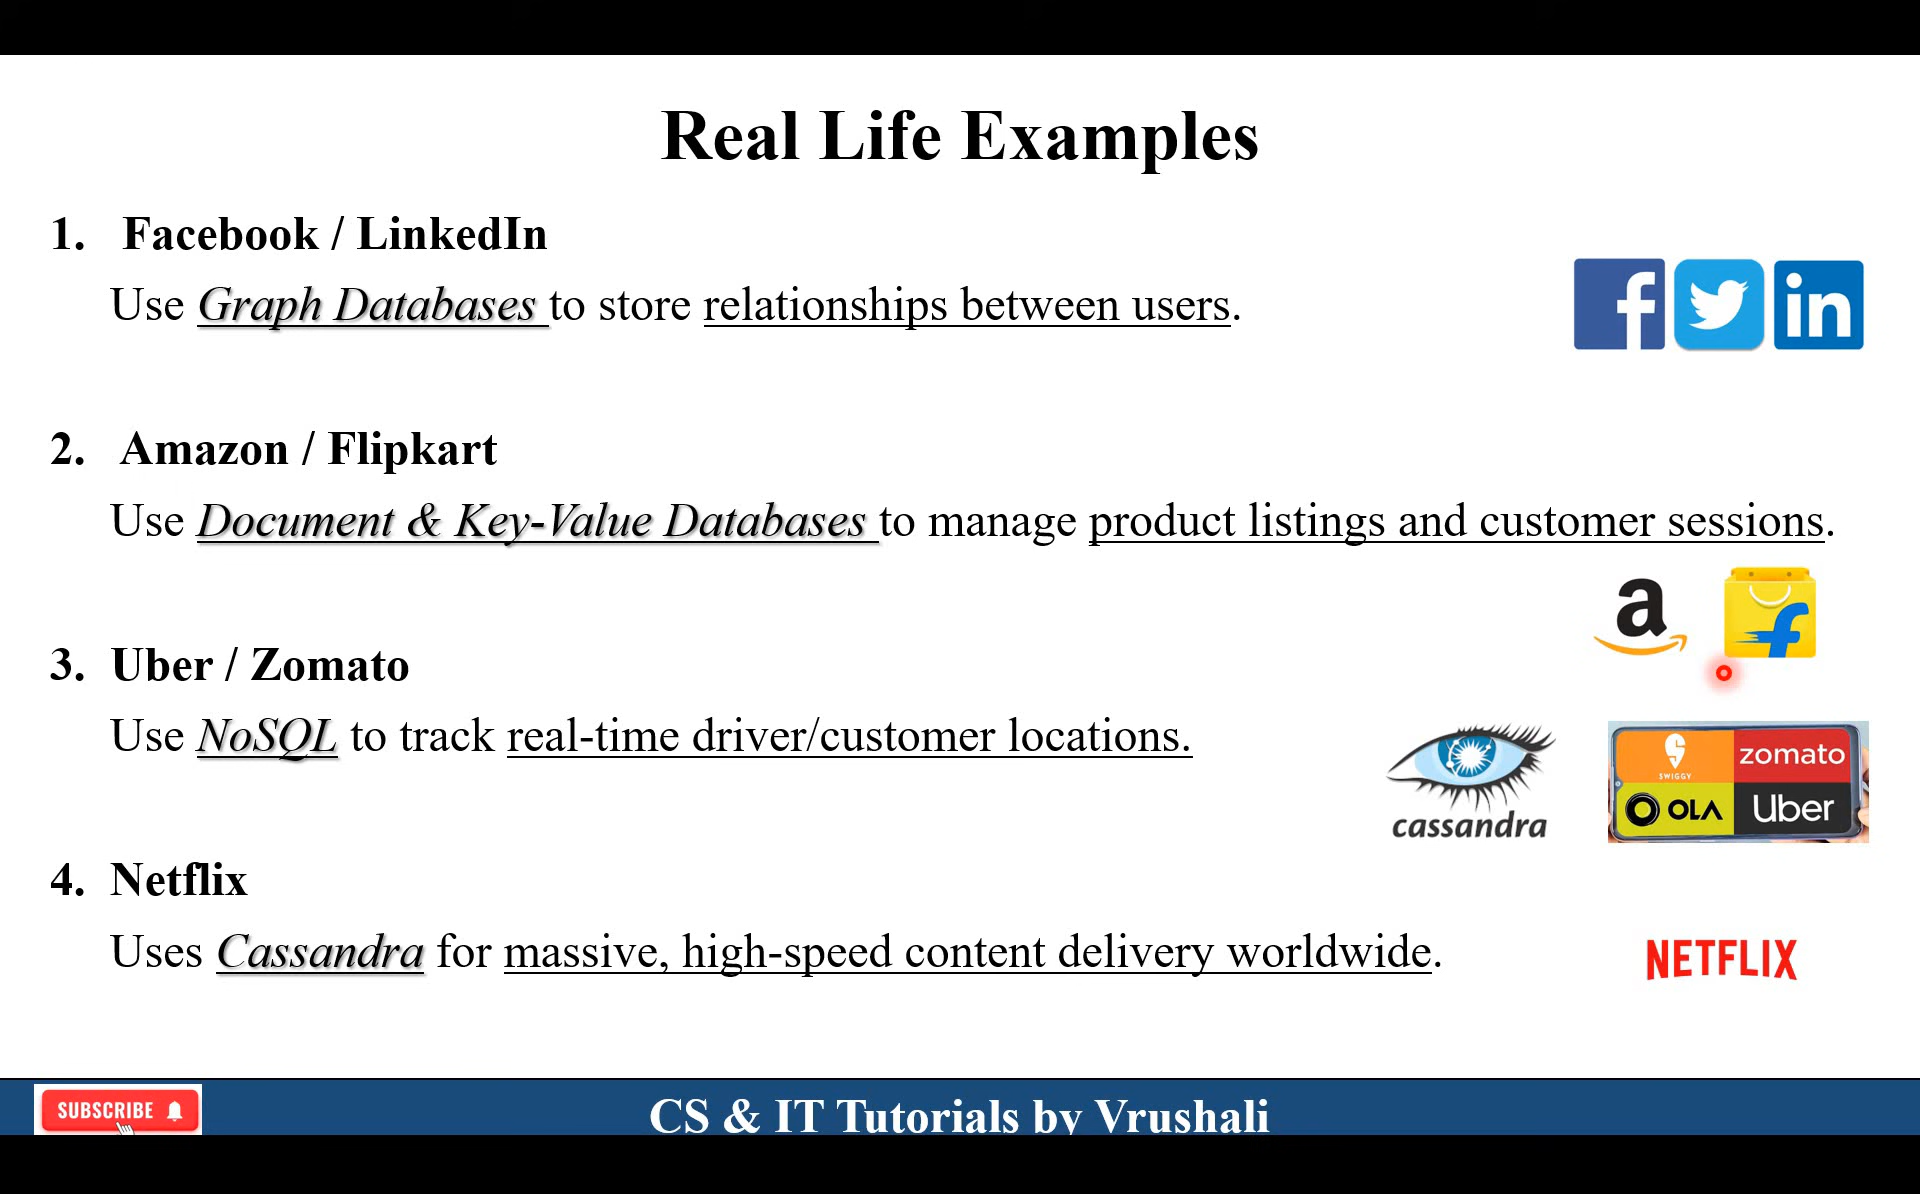 Real Life Examples
1. Facebook / LinkedIn
Use Graph Databases to store relationships between users.
f in
2. Amazon / Flipkart
Use Document & Key-Value Databases to manage product listings and customer sessions.
a f
3. Uber / Zomato
Use NoSQL to track real-time driver/customer locations.
cassandra
SWIGGY zomato
OLA Uber
4. Netflix
Uses Cassandra for massive, high-speed content delivery worldwide.
NETFLIX
SUBSCRIBE
CS & IT Tutorials by Vrushali